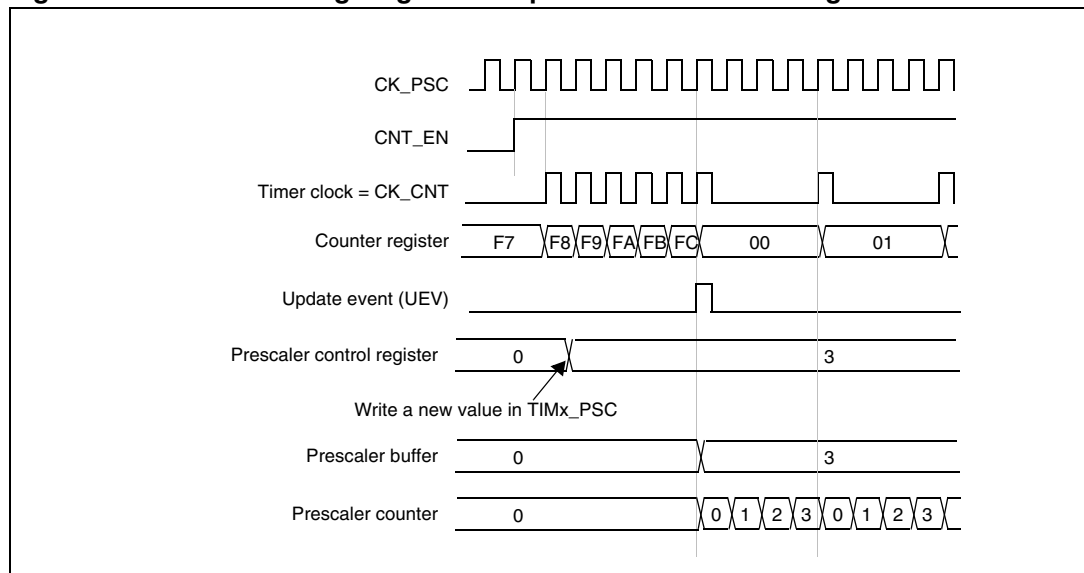 CK_PSC
CNT_EN
Timer clock = CK_CNT
Counter register F7 F8 F9 FA FB FC 00 01
Update event (UEV)
Prescaler control register 0 3
Write a new value in TIMx_PSC
Prescaler buffer 0 3
Prescaler counter 0 0 1 2 3 0 1 2 3